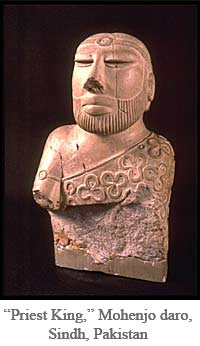 “Priest King,” Mohenjo daro,
Sindh, Pakistan